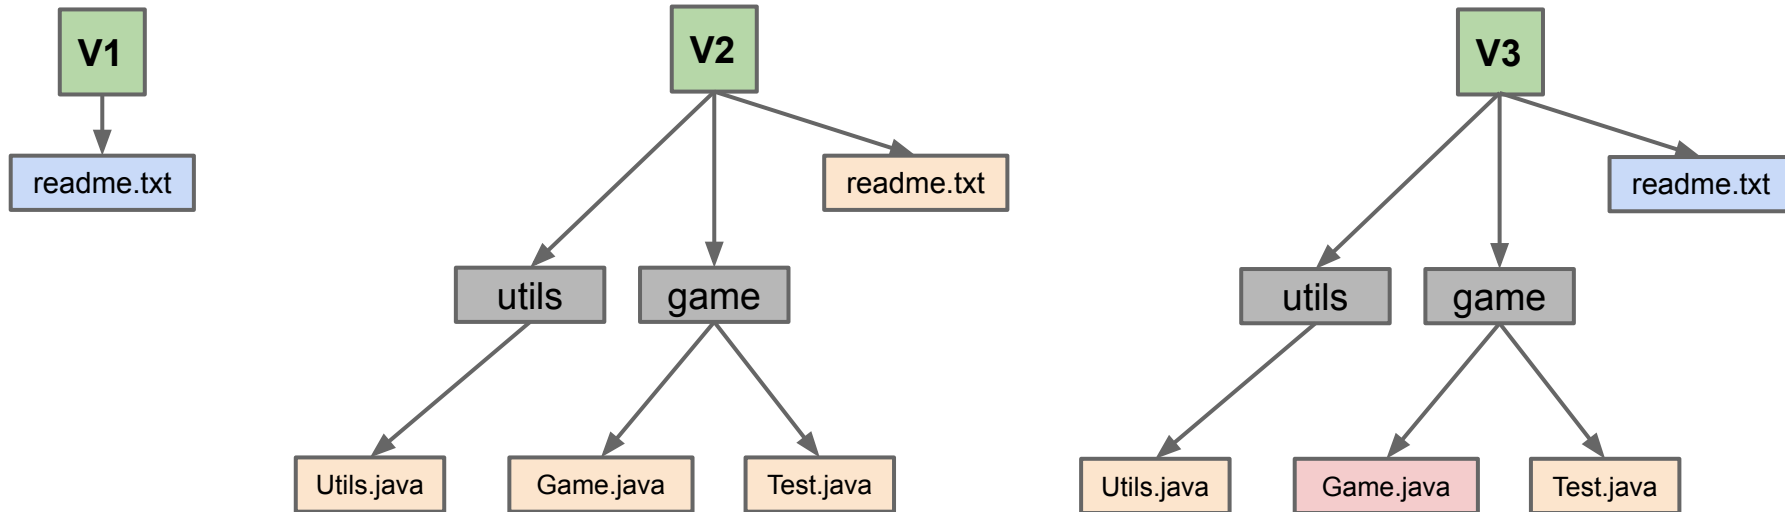 V1
V2
V3
readme.txt
readme.txt
readme.txt
utils
game
utils
game
Utils.java
Game.java
Test.java
Utils.java
Game.java
Test.java